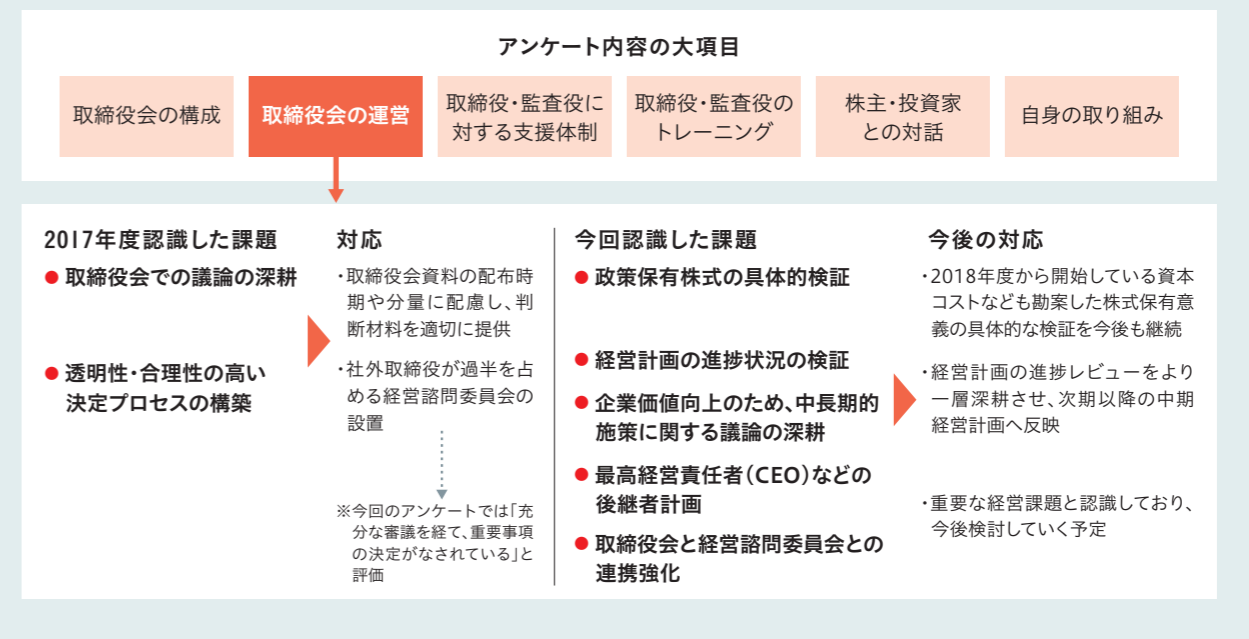 アンケート内容の大項目
取締役会の構成
取締役会の運営
取締役・監査役に
対する支援体制
取締役・監査役の
トレーニング
株主・投資家
との対話
自身の取り組み
2017年度認識した課題
● 取締役会での議論の深耕
● 透明性・合理性の高い
決定プロセスの構築
対応
・取締役会資料の配布時
期や分量に配慮し、判
断材料を適切に提供
・社外取締役が過半を占
める経営諮問委員会の
設置
※今回のアンケートでは「充
分な審議を経て、重要事項
の決定がなされている」と
評価
今回認識した課題
● 政策保有株式の具体的検証
● 経営計画の進捗状況の検証
● 企業価値向上のため、中長期的
施策に関する議論の深耕
● 最高経営責任者（CEO）などの
後継者計画
● 取締役会と経営諮問委員会との
連携強化
今後の対応
・2018年度から開始している資本
コストなども勘案した株式保有意
義の具体的な検証を今後も継続
・経営計画の進捗レビューをより
一層深耕させ、次期以降の中期
経営計画へ反映
・重要な経営課題と認識しており、
今後検討していく予定